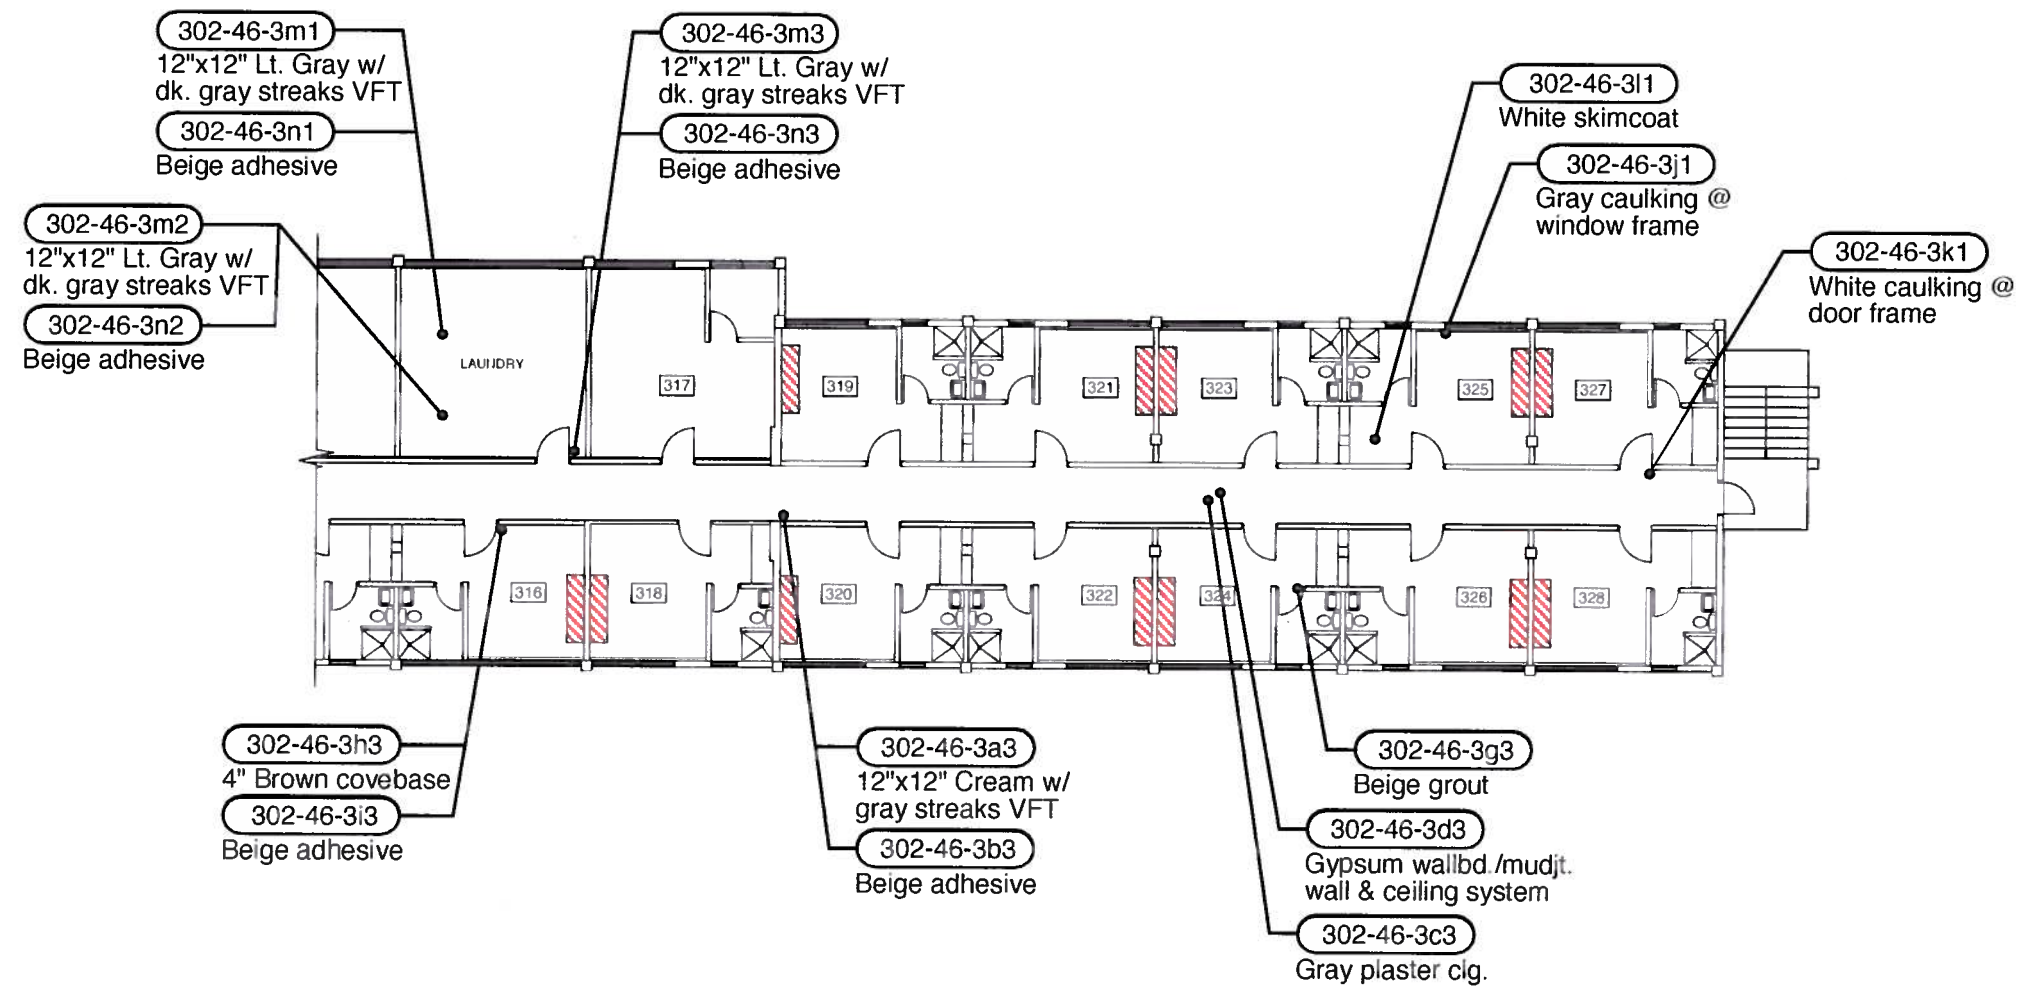 302-46-3m1
12"x12" Lt. Gray w/
dk. gray streaks VFT
302-46-3n1
Beige adhesive
302-46-3m3
12"x12" Lt. Gray w/
dk. gray streaks VFT
302-46-3n3
Beige adhesive
302-46-3l1
White skimcoat
302-46-3j1
Gray caulking @
window frame
302-46-3k1
White caulking @
door frame
302-46-3m2
12"x12" Lt. Gray w/
dk. gray streaks VFT
302-46-3n2
Beige adhesive
LAUNDRY
317
319
321
323
325
327
316
318
320
322
324
326
328
302-46-3h3
4" Brown covebase
302-46-3i3
Beige adhesive
302-46-3a3
12"x12" Cream w/
gray streaks VFT
302-46-3b3
Beige adhesive
302-46-3g3
Beige grout
302-46-3d3
Gypsum wallbd./mudjt.
wall & ceiling system
302-46-3c3
Gray plaster clg.